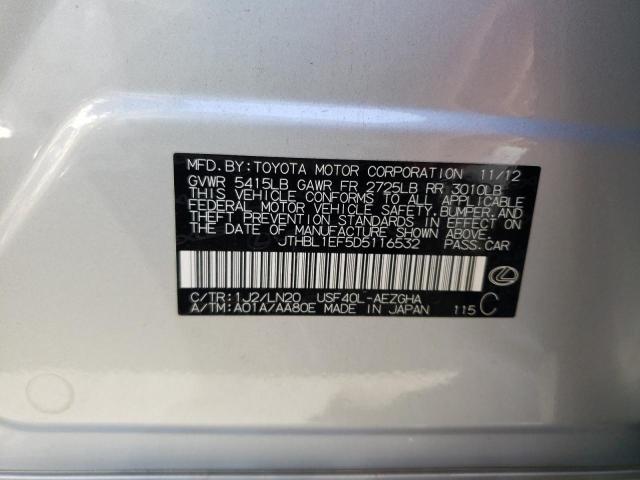 MFD.BY:TOYOTA MOTOR CORPORATION 11/12
GVWR 5415LB GAWR FR 2725LB RR 3010LB
THIS VEHICLE CONFORMS TO ALL APPLICABLE
FEDERAL MOTOR VEHICLE SAFETY,BUMPER,AND
THEFT PREVENTION STANDARDS IN EFFECT ON
THE DATE OF MANUFACTURE SHOWN ABOVE.
JTHBL1EF5D5116532 PASS.CAR
C/TR:1J2/LN20 USF40L-AEZGHA
A/TM:A01A/AA80E MADE IN JAPAN 115 C